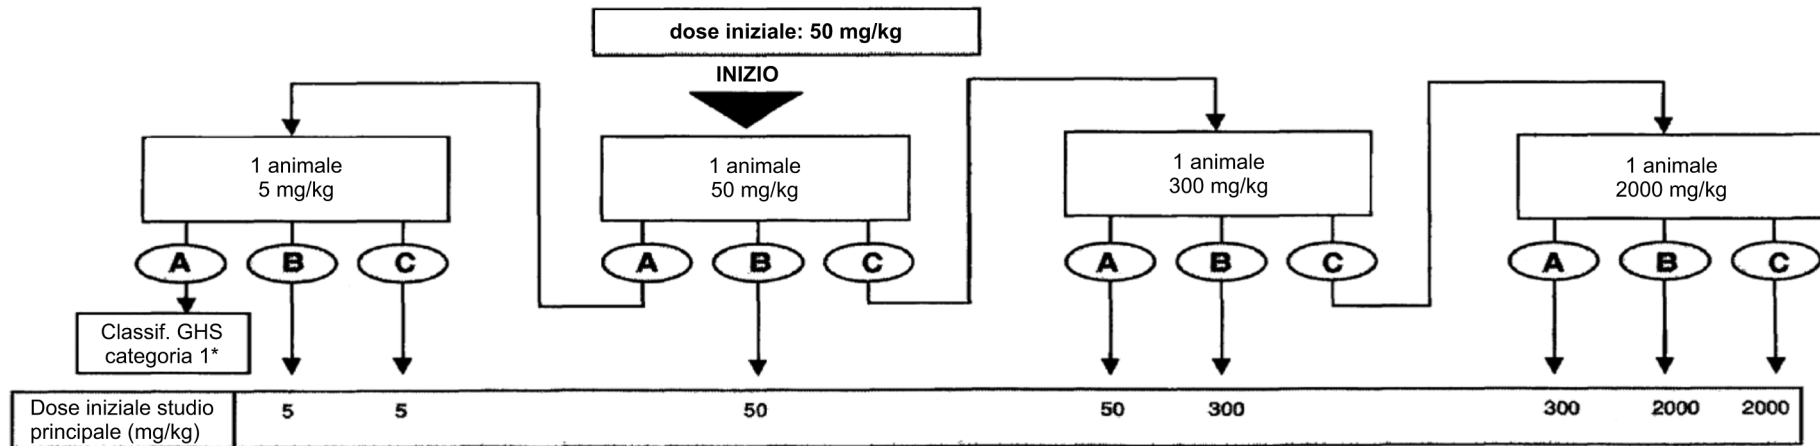 dose iniziale: 50 mg/kg
INIZIO
1 animale
5 mg/kg
1 animale
50 mg/kg
1 animale
300 mg/kg
1 animale
2000 mg/kg
A B C
A B C
A B C
A B C
Classif. GHS
categoria 1*
Dose iniziale studio
principale (mg/kg)
5 5 50 50 300 300 2000 2000